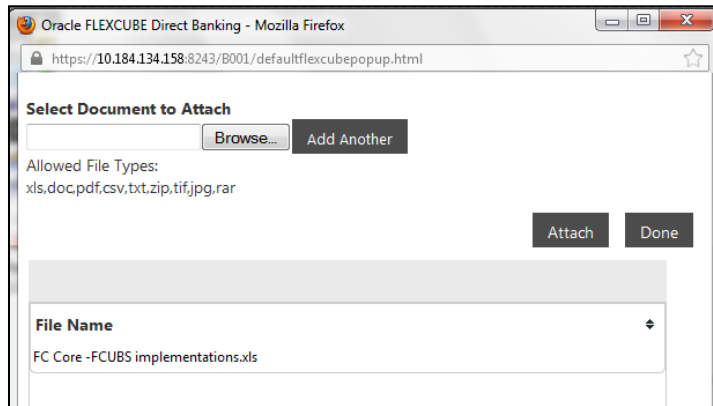 Oracle FLEXCUBE Direct Banking - Mozilla Firefox
https://10.184.134.158:8243/B001/defaultflexcubepopup.html
Select Document to Attach
Browse... Add Another
Allowed File Types:
xls,doc,pdf,csv,txt,zip,tif,jpg,rar
Attach Done
File Name
FC Core -FCUBS implementations.xls